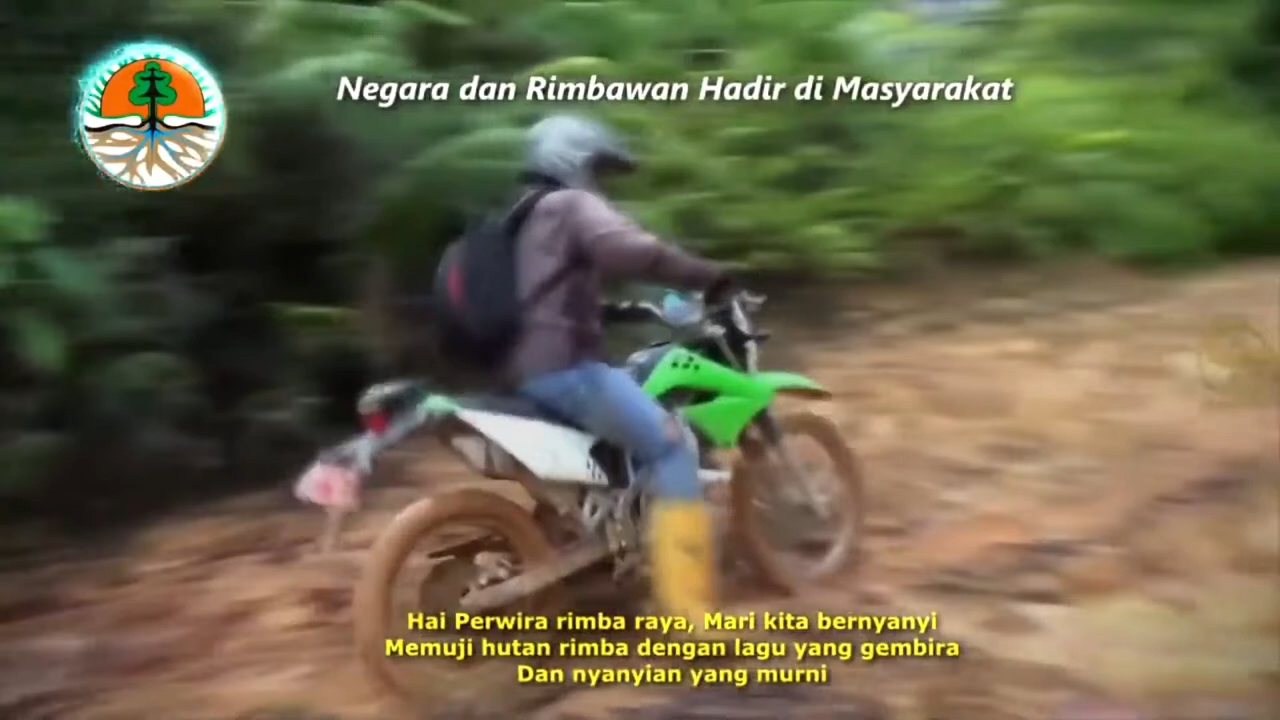 Negara dan Rimbawan Hadir di Masyarakat
Hai Perwira rimba raya, Mari kita bernyanyi
Memuji hutan rimba dengan lagu yang gembira
Dan nyanyian yang murni